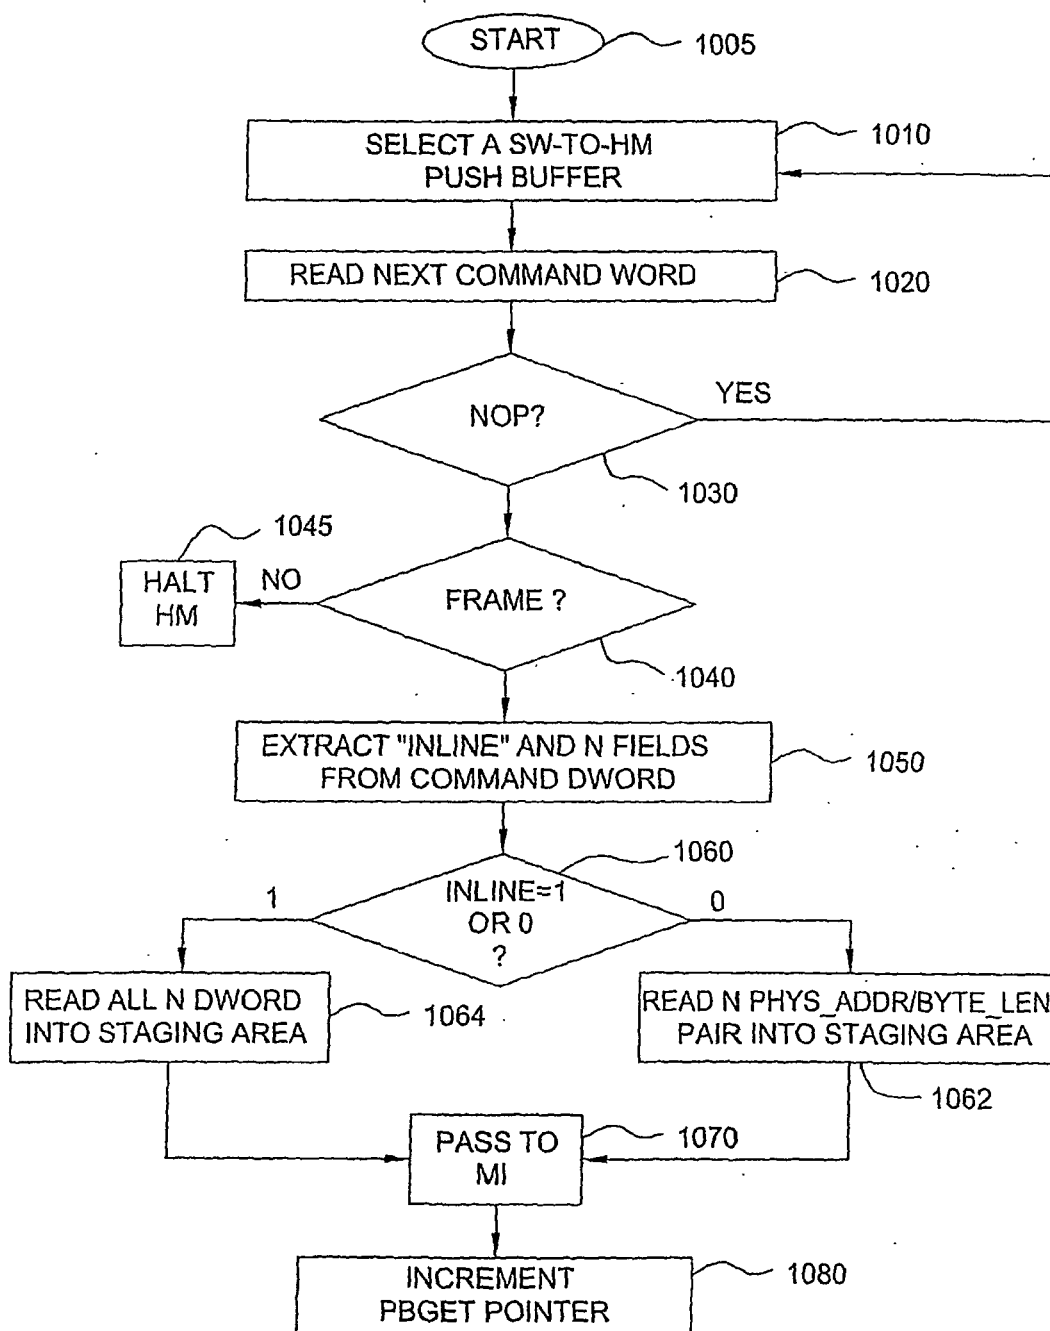 START
1005
SELECT A SW-TO-HM
PUSH BUFFER
1010
READ NEXT COMMAND WORD
1020
NOP?
YES
1030
1045
HALT
HM
NO
FRAME ?
1040
EXTRACT "INLINE" AND N FIELDS
FROM COMMAND DWORD
1050
1060
1
INLINE=1
OR 0
?
0
READ ALL N DWORD
INTO STAGING AREA
1064
READ N PHYS_ADDR/BYTE_LEN
PAIR INTO STAGING AREA
1062
PASS TO
MI
1070
INCREMENT
PBGET POINTER
1080